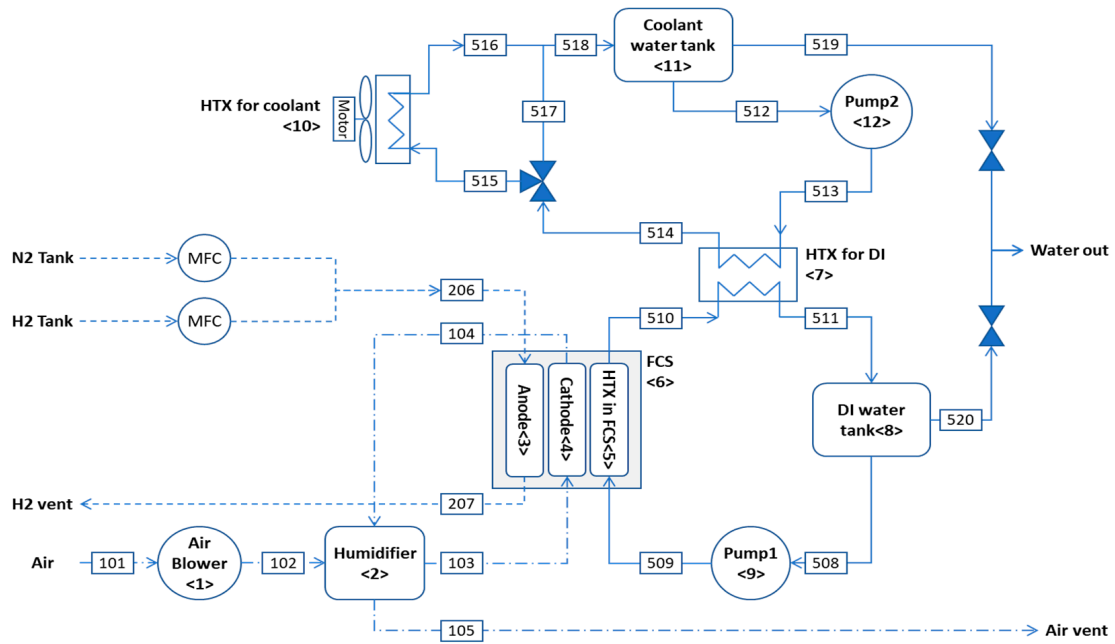 516
518
Coolant
water tank
<11>
519
HTX for coolant
<10>
Motor
517
512
Pump2
<12>
515
513
514
HTX for DI
<7>
N2 Tank
MFC
206
Water out
H2 Tank
MFC
104
510
511
FCS
<6>
Anode<3>
Cathode<4>
HTX in
FCS<5>
DI water
tank<8>
520
H2 vent
207
Air
101
Air
Blower
<1>
102
Humidifier
<2>
103
509
Pump1
<9>
508
105
Air vent